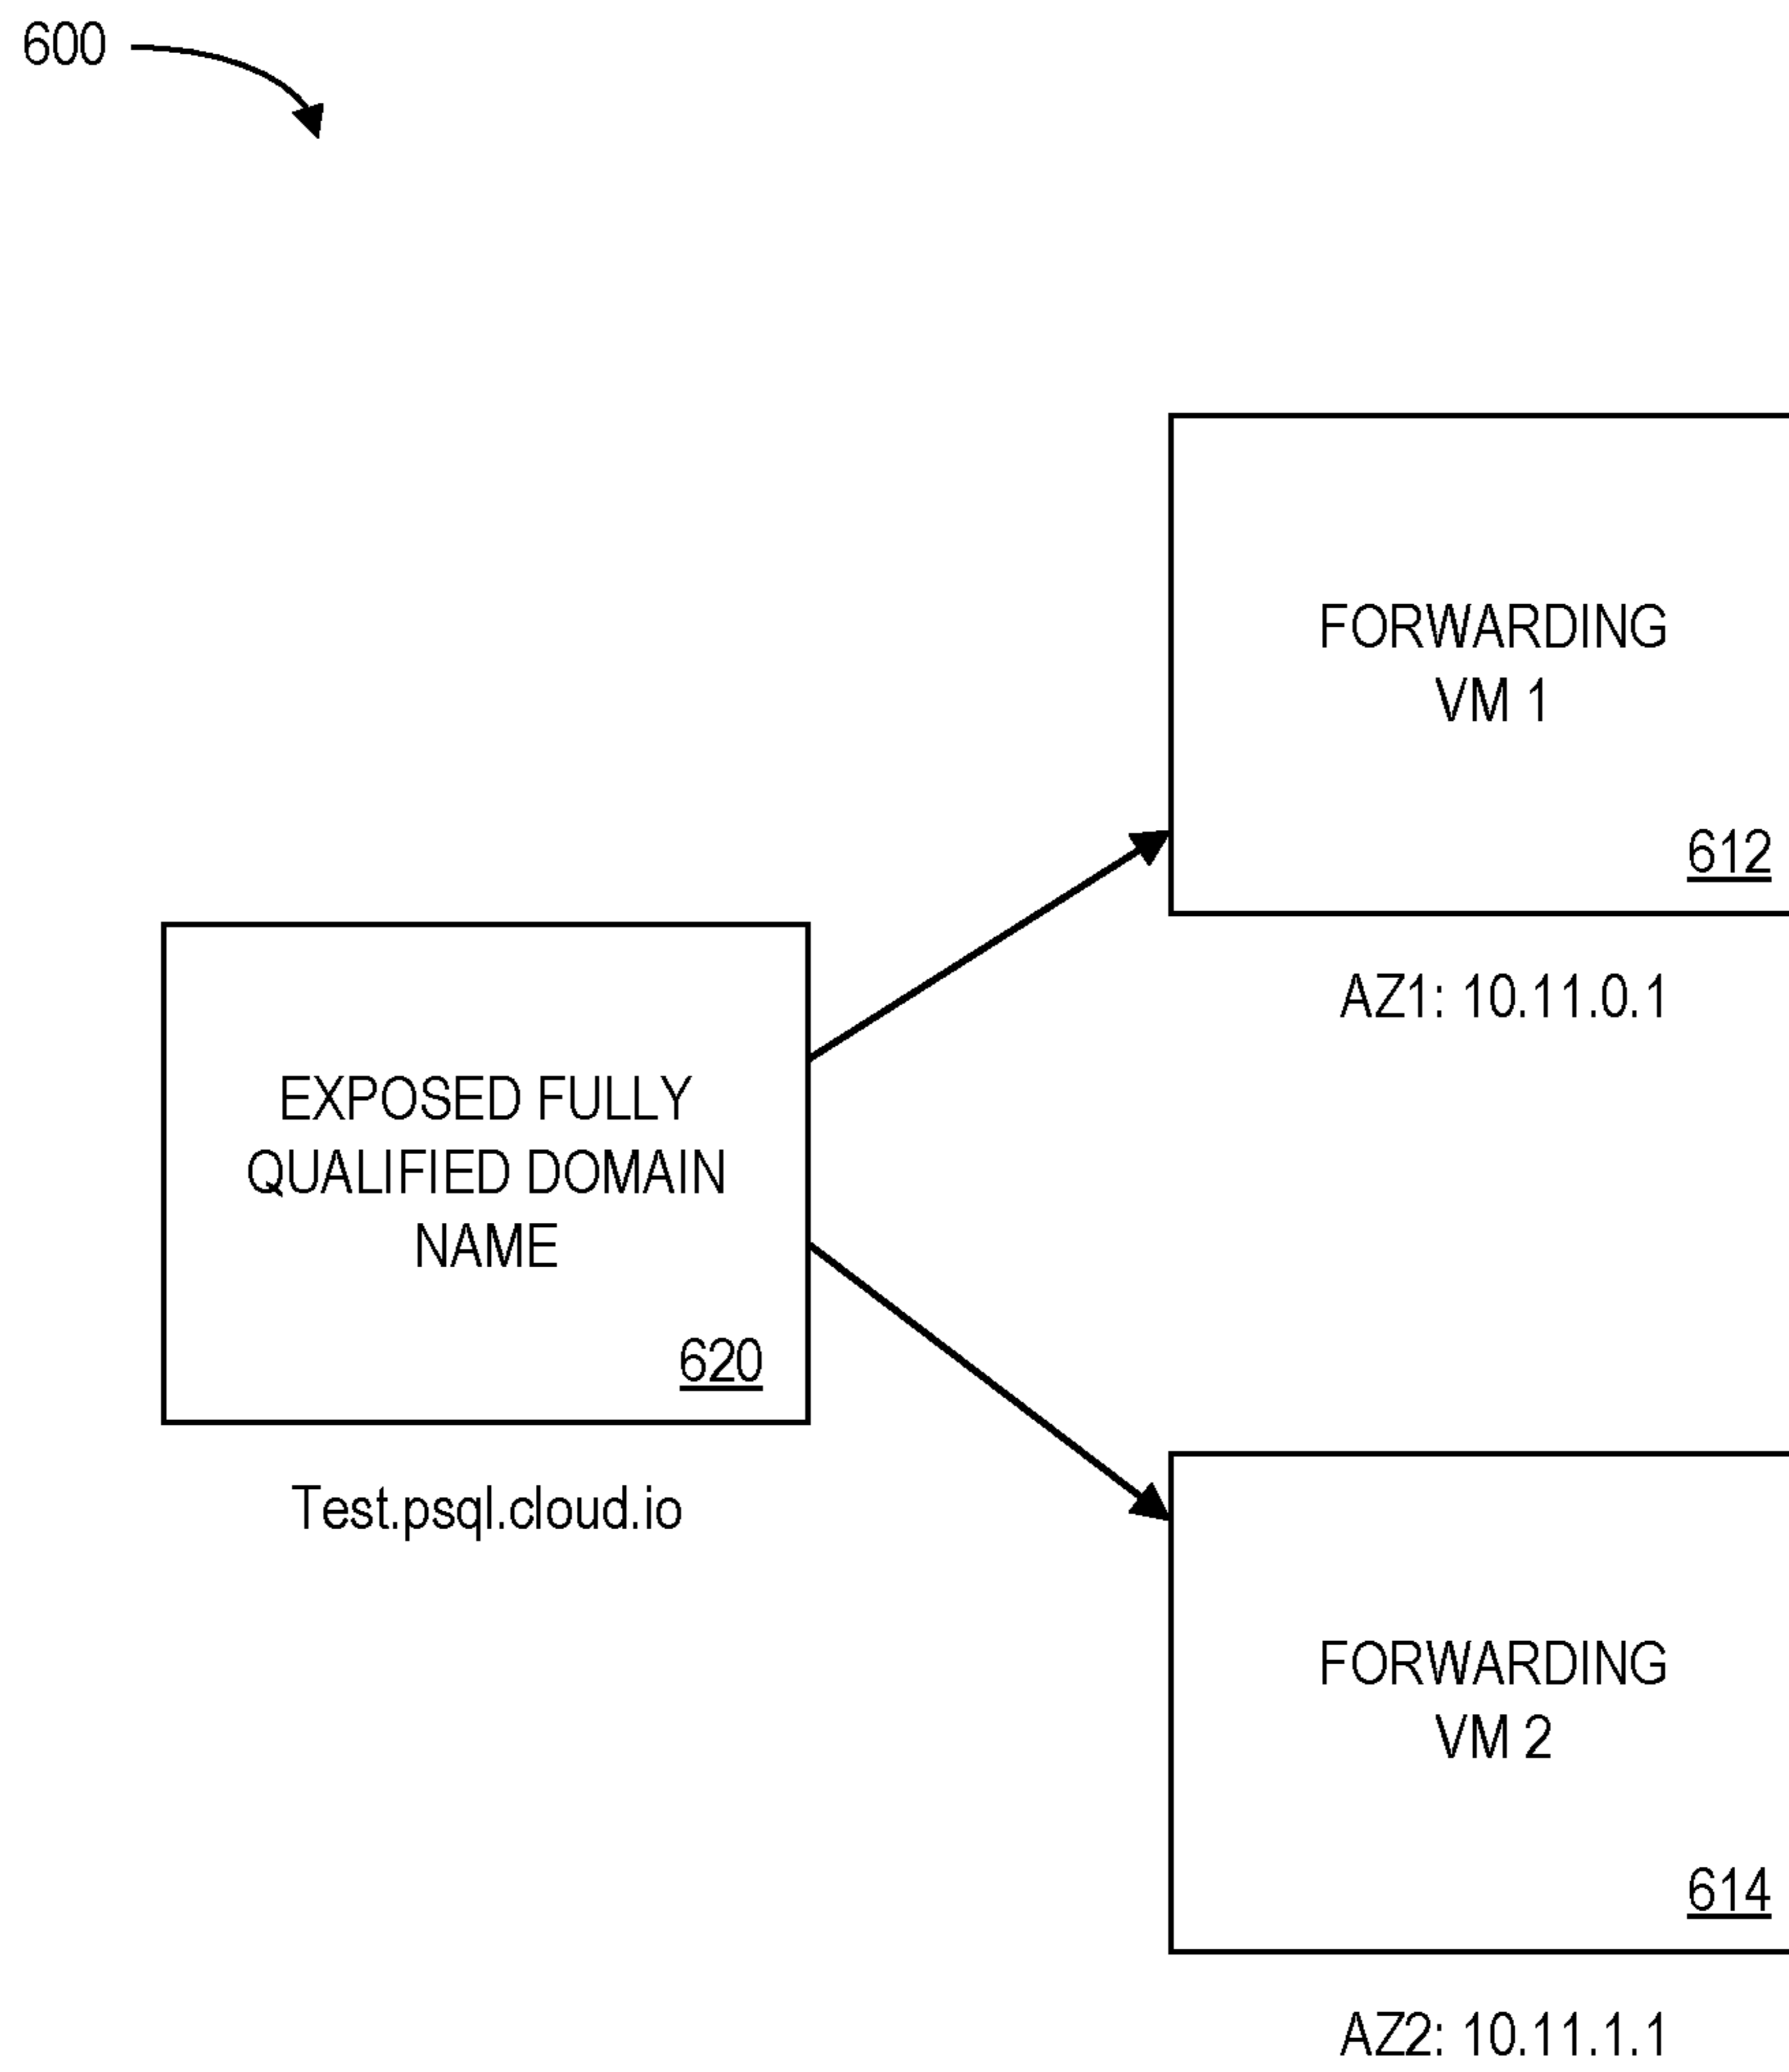 600
FORWARDING
VM 1
612
AZ1: 10.11.0.1
EXPOSED FULLY
QUALIFIED DOMAIN
NAME
620
Test.psql.cloud.io
FORWARDING
VM 2
614
AZ2: 10.11.1.1